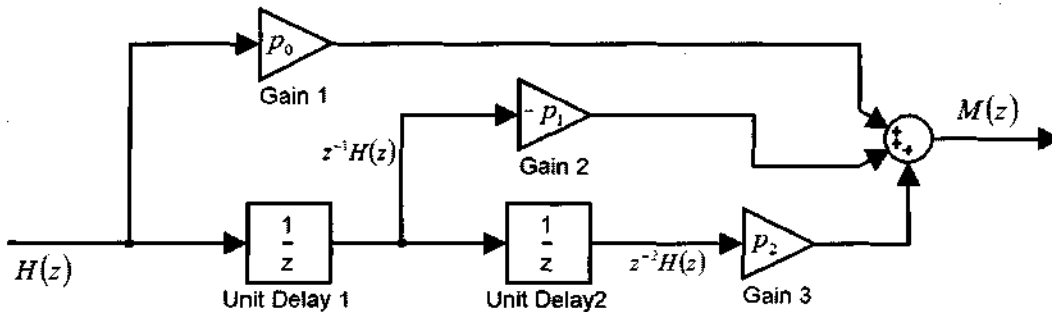 p₀
Gain 1
- p₁
Gain 2
z⁻¹H(z)
+
+
+
M(z)
H(z)
1
z
Unit Delay 1
1
z
Unit Delay2
z⁻²H(z)
p₂
Gain 3